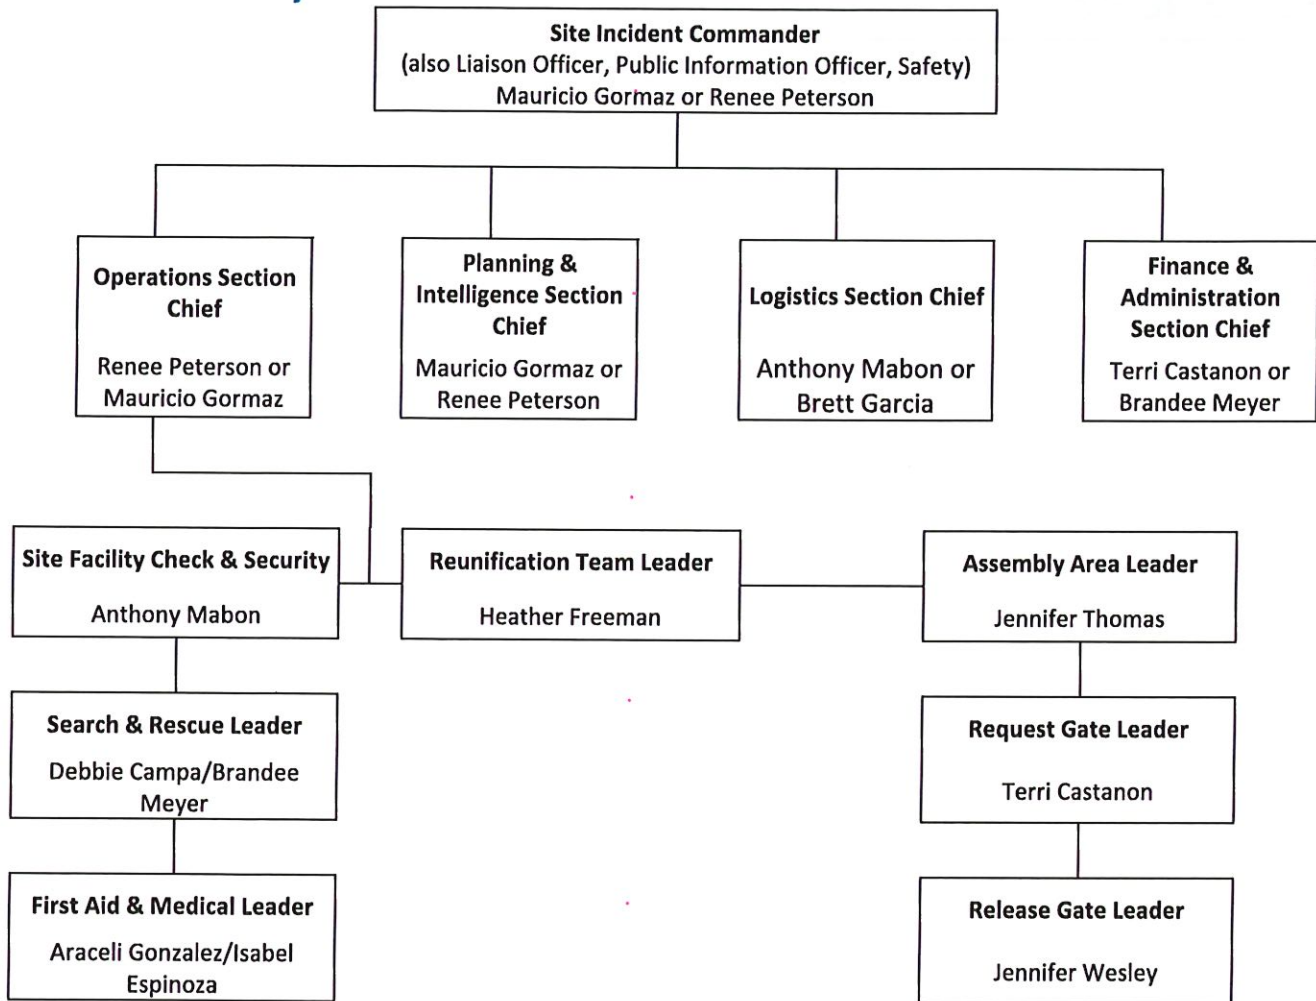 Site Incident Commander
(also Liaison Officer, Public Information Officer, Safety)
Mauricio Gormaz or Renee Peterson
Operations Section
Chief
Renee Peterson or
Mauricio Gormaz
Planning &
Intelligence Section
Chief
Mauricio Gormaz or
Renee Peterson
Logistics Section Chief
Anthony Mabon or
Brett Garcia
Finance &
Administration
Section Chief
Terri Castanon or
Brandee Meyer
Site Facility Check & Security
Anthony Mabon
Reunification Team Leader
Heather Freeman
Assembly Area Leader
Jennifer Thomas
Search & Rescue Leader
Debbie Campa/Brandee
Meyer
Request Gate Leader
Terri Castanon
First Aid & Medical Leader
Araceli Gonzalez/Isabel
Espinoza
Release Gate Leader
Jennifer Wesley